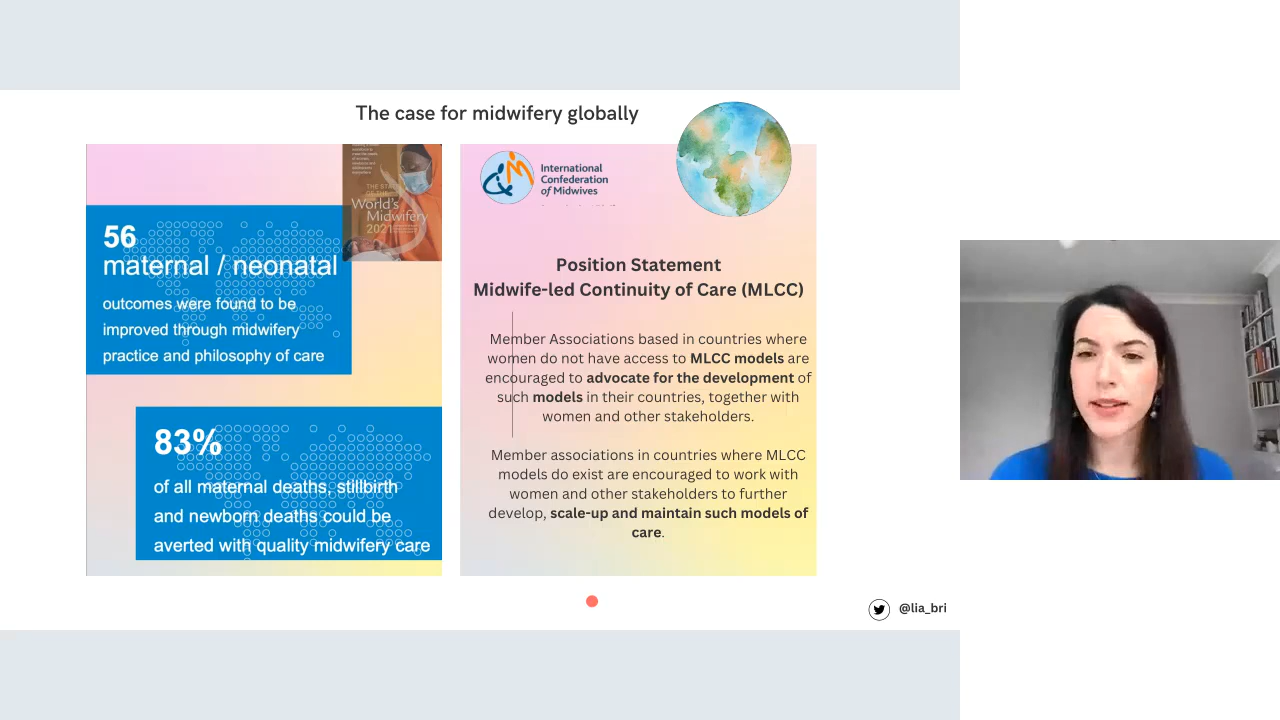 The case for midwifery globally
THE STATE
OF THE
World's
Midwifery
2021
56
maternal / neonatal
outcomes were found to be
improved through midwifery
practice and philosophy of care
83%
of all maternal deaths, stillbirth
and newborn deaths could be
averted with quality midwifery care
International
Confederation
of Midwives
Position Statement
Midwife-led Continuity of Care (MLCC)
Member Associations based in countries where
women do not have access to MLCC models are
encouraged to advocate for the development of
such models in their countries, together with
women and other stakeholders.
Member associations in countries where MLCC
models do exist are encouraged to work with
women and other stakeholders to further
develop, scale-up and maintain such models of
care.
@lia_bri